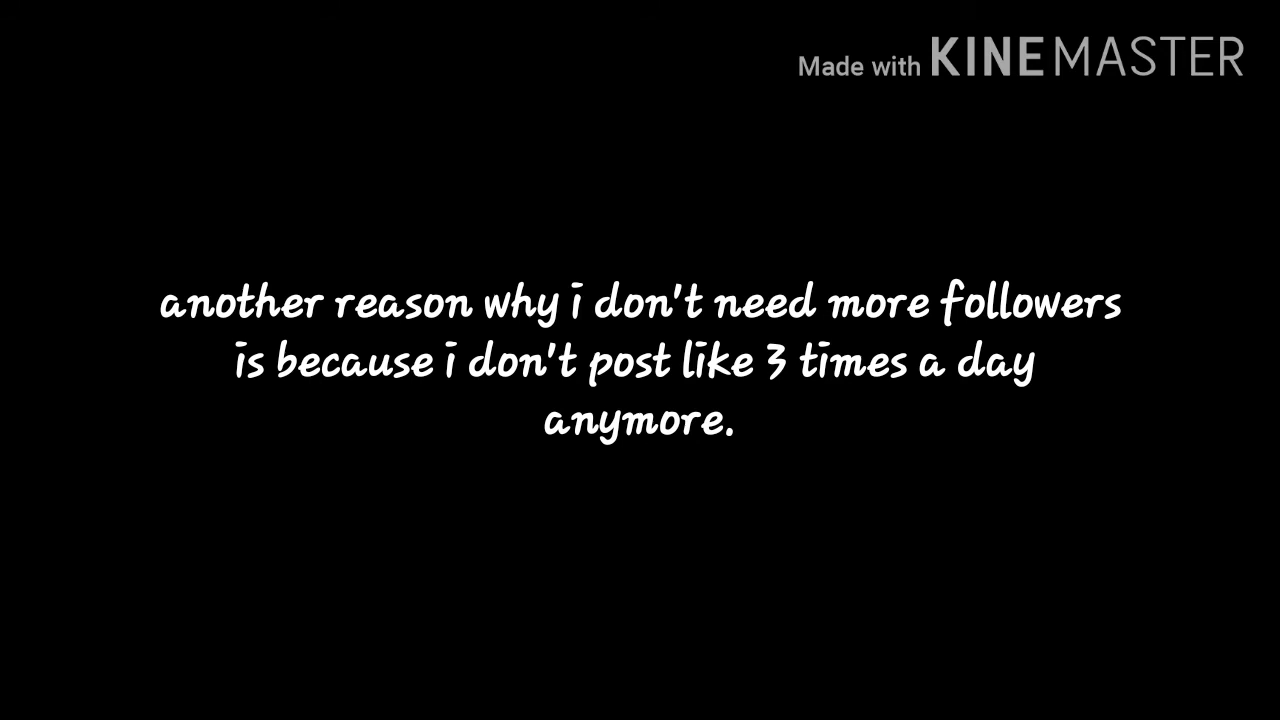 Made with KINEMASTER
another reason why i don't need more followers
is because i don't post like 3 times a day
anymore.